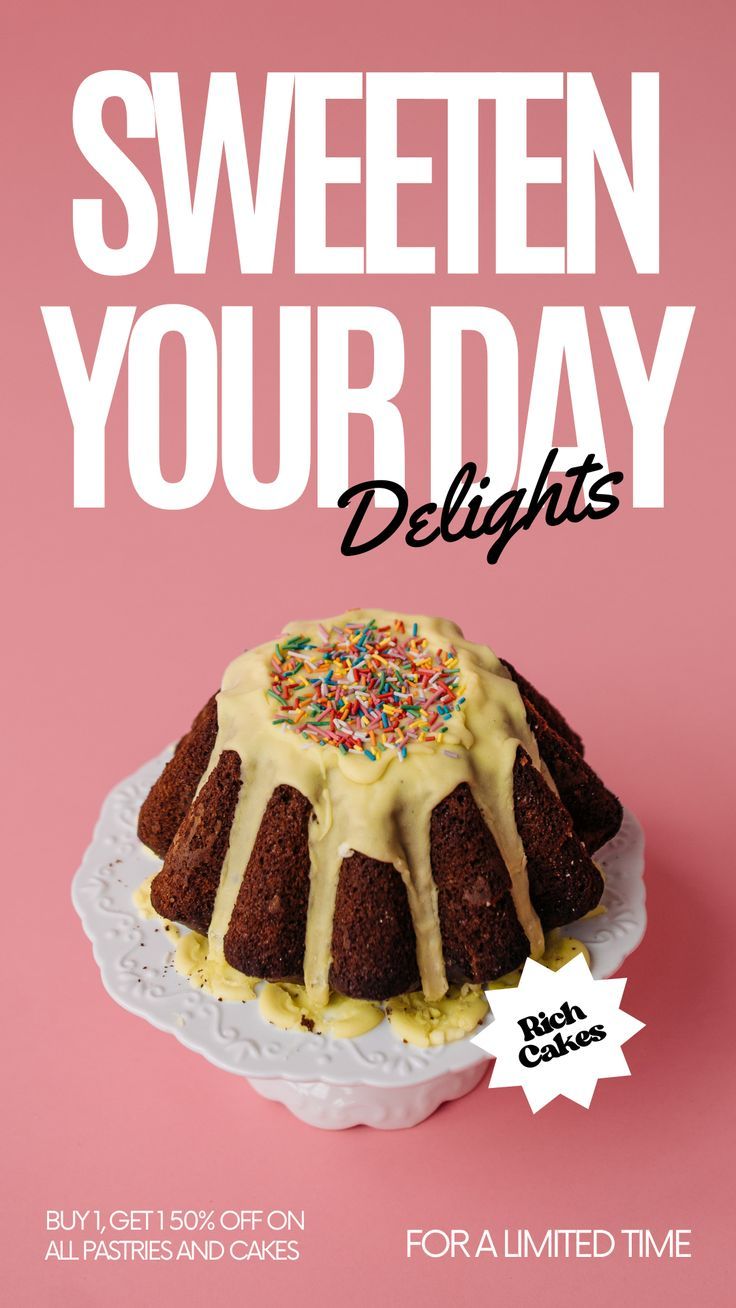 SWEETEN
YOUR DAY
Delights
Rich
Cakes
BUY 1, GET 1 50% OFF ON
ALL PASTRIES AND CAKES
FOR A LIMITED TIME